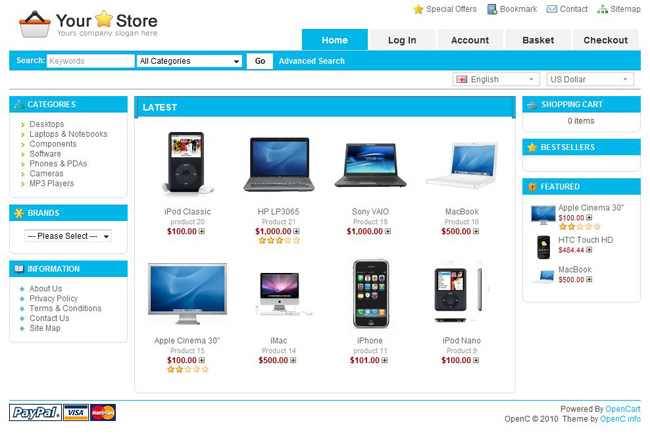 Your Store
Yours company slogan here
Special Offers Bookmark Contact Sitemap
Home Log In Account Basket Checkout
Search: Keywords All Categories Go Advanced Search
English US Dollar
CATEGORIES
Desktops
Laptops & Notebooks
Components
Software
Phones & PDAs
Cameras
MP3 Players
BRANDS
--- Please Select ---
INFORMATION
About Us
Privacy Policy
Terms & Conditions
Contact Us
Site Map
LATEST
iPod Classic
product 20
$100.00
HP LP3065
Product 21
$1,000.00
Sony VAIO
Product 19
$1,000.00
MacBook
Product 16
$500.00
Apple Cinema 30"
Product 15
$100.00
iMac
Product 14
$500.00
iPhone
product 11
$101.00
iPod Nano
Product 9
$100.00
SHOPPING CART
0 items
BESTSELLERS
FEATURED
Apple Cinema 30"
$100.00
HTC Touch HD
$484.44
MacBook
$500.00
PayPal VISA MasterCard
Powered By OpenCart
OpenC © 2010 Theme by OpenC.info